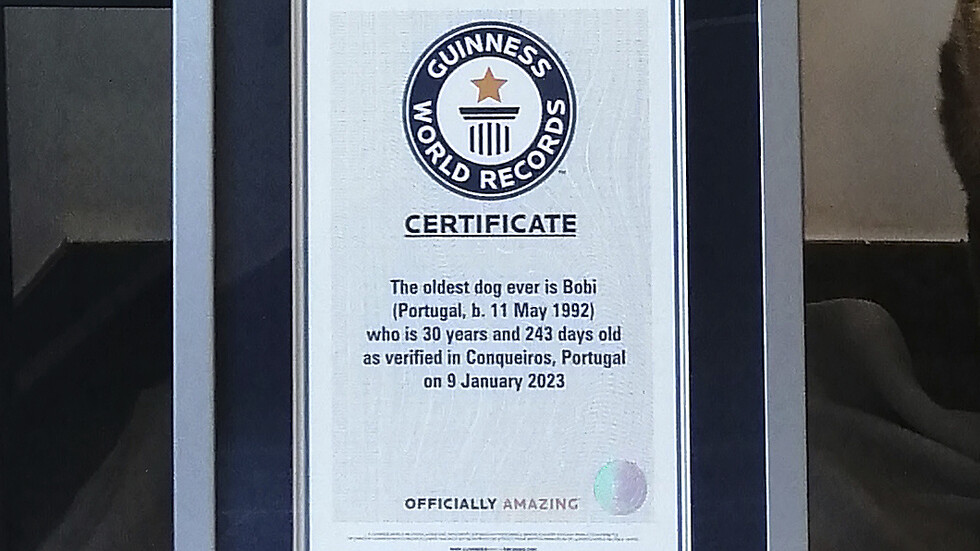 GUINNESS
WORLD RECORDS
™
CERTIFICATE
The oldest dog ever is Bobi
(Portugal, b. 11 May 1992)
who is 30 years and 243 days old
as verified in Conqueiros, Portugal
on 9 January 2023
OFFICIALLY AMAZING